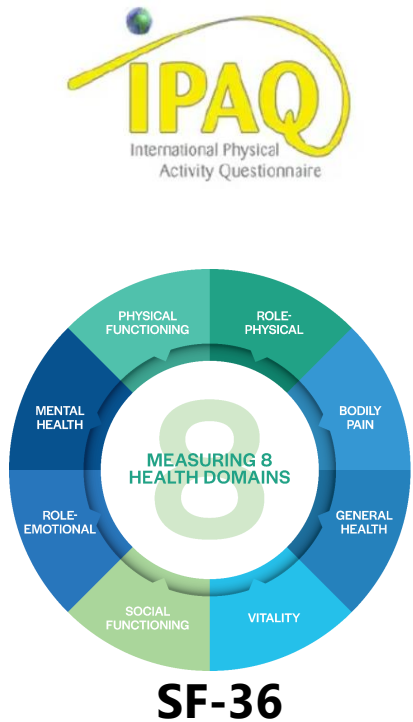 IPAQ
International Physical
Activity Questionnaire
PHYSICAL
FUNCTIONING
ROLE-
PHYSICAL
BODILY
PAIN
GENERAL
HEALTH
VITALITY
SOCIAL
FUNCTIONING
ROLE-
EMOTIONAL
MENTAL
HEALTH
8
MEASURING 8
HEALTH DOMAINS
SF-36